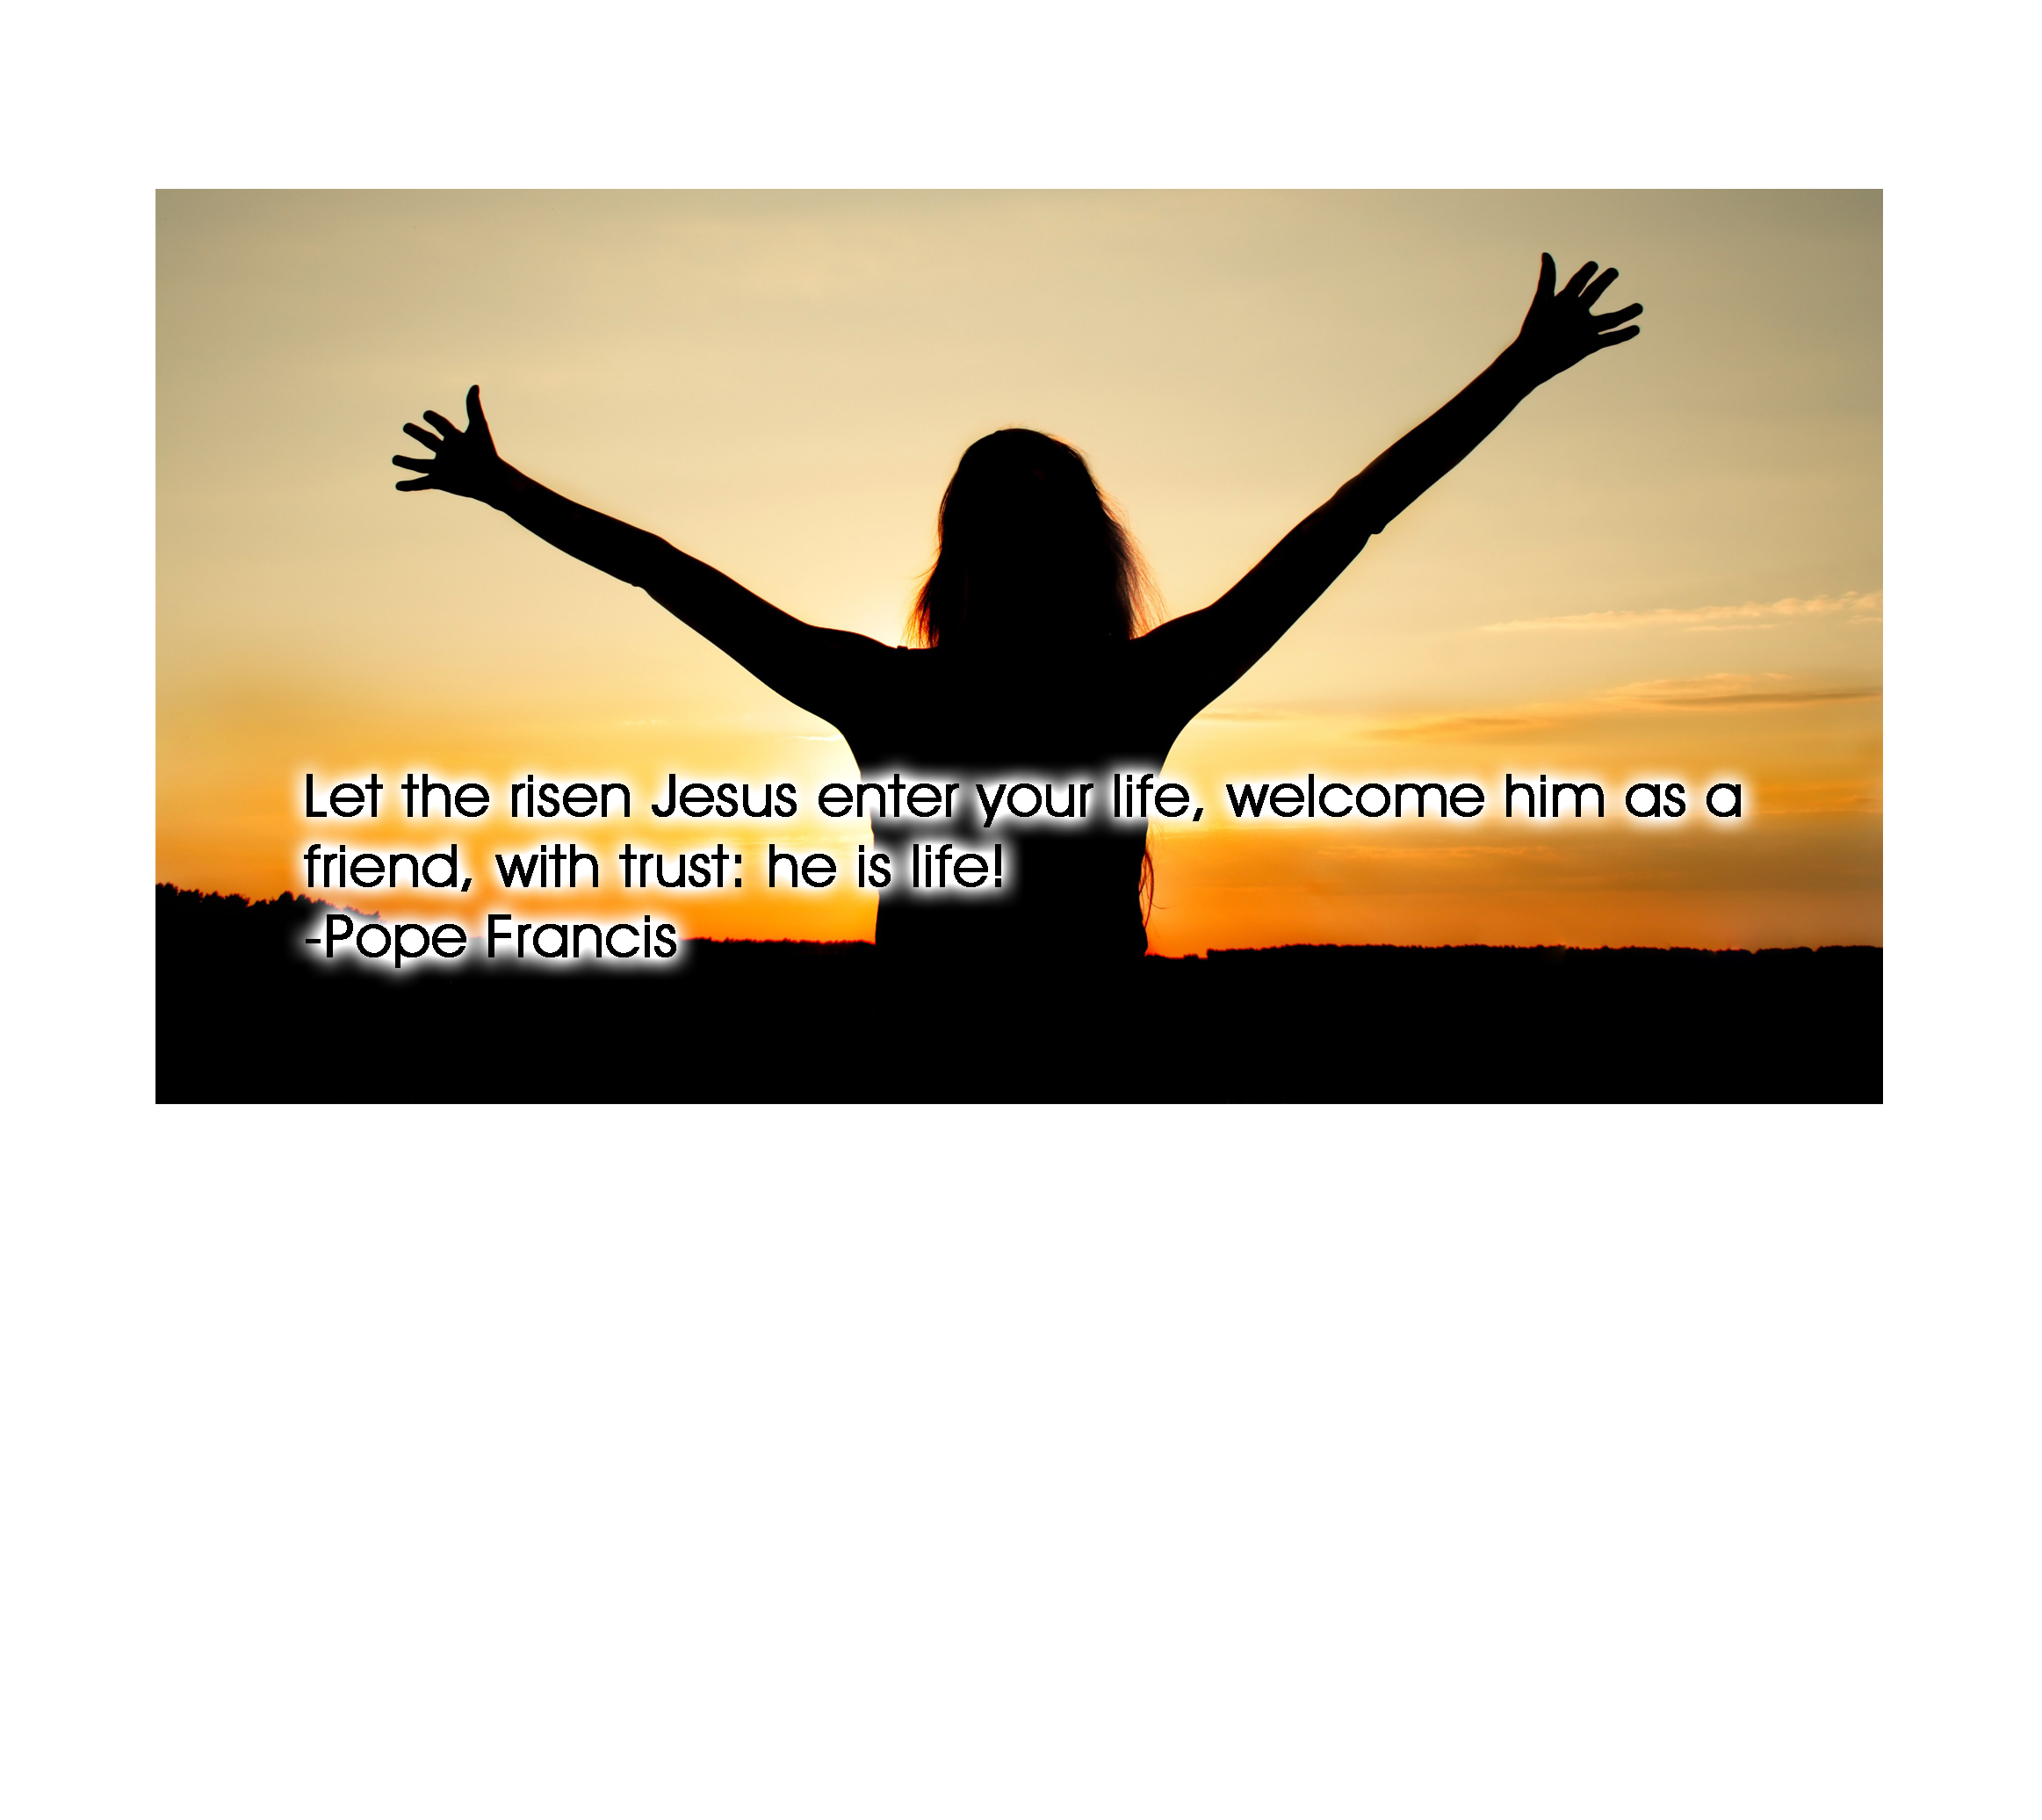 Let the risen Jesus enter your life, welcome him as a
friend, with trust: he is life!
-Pope Francis